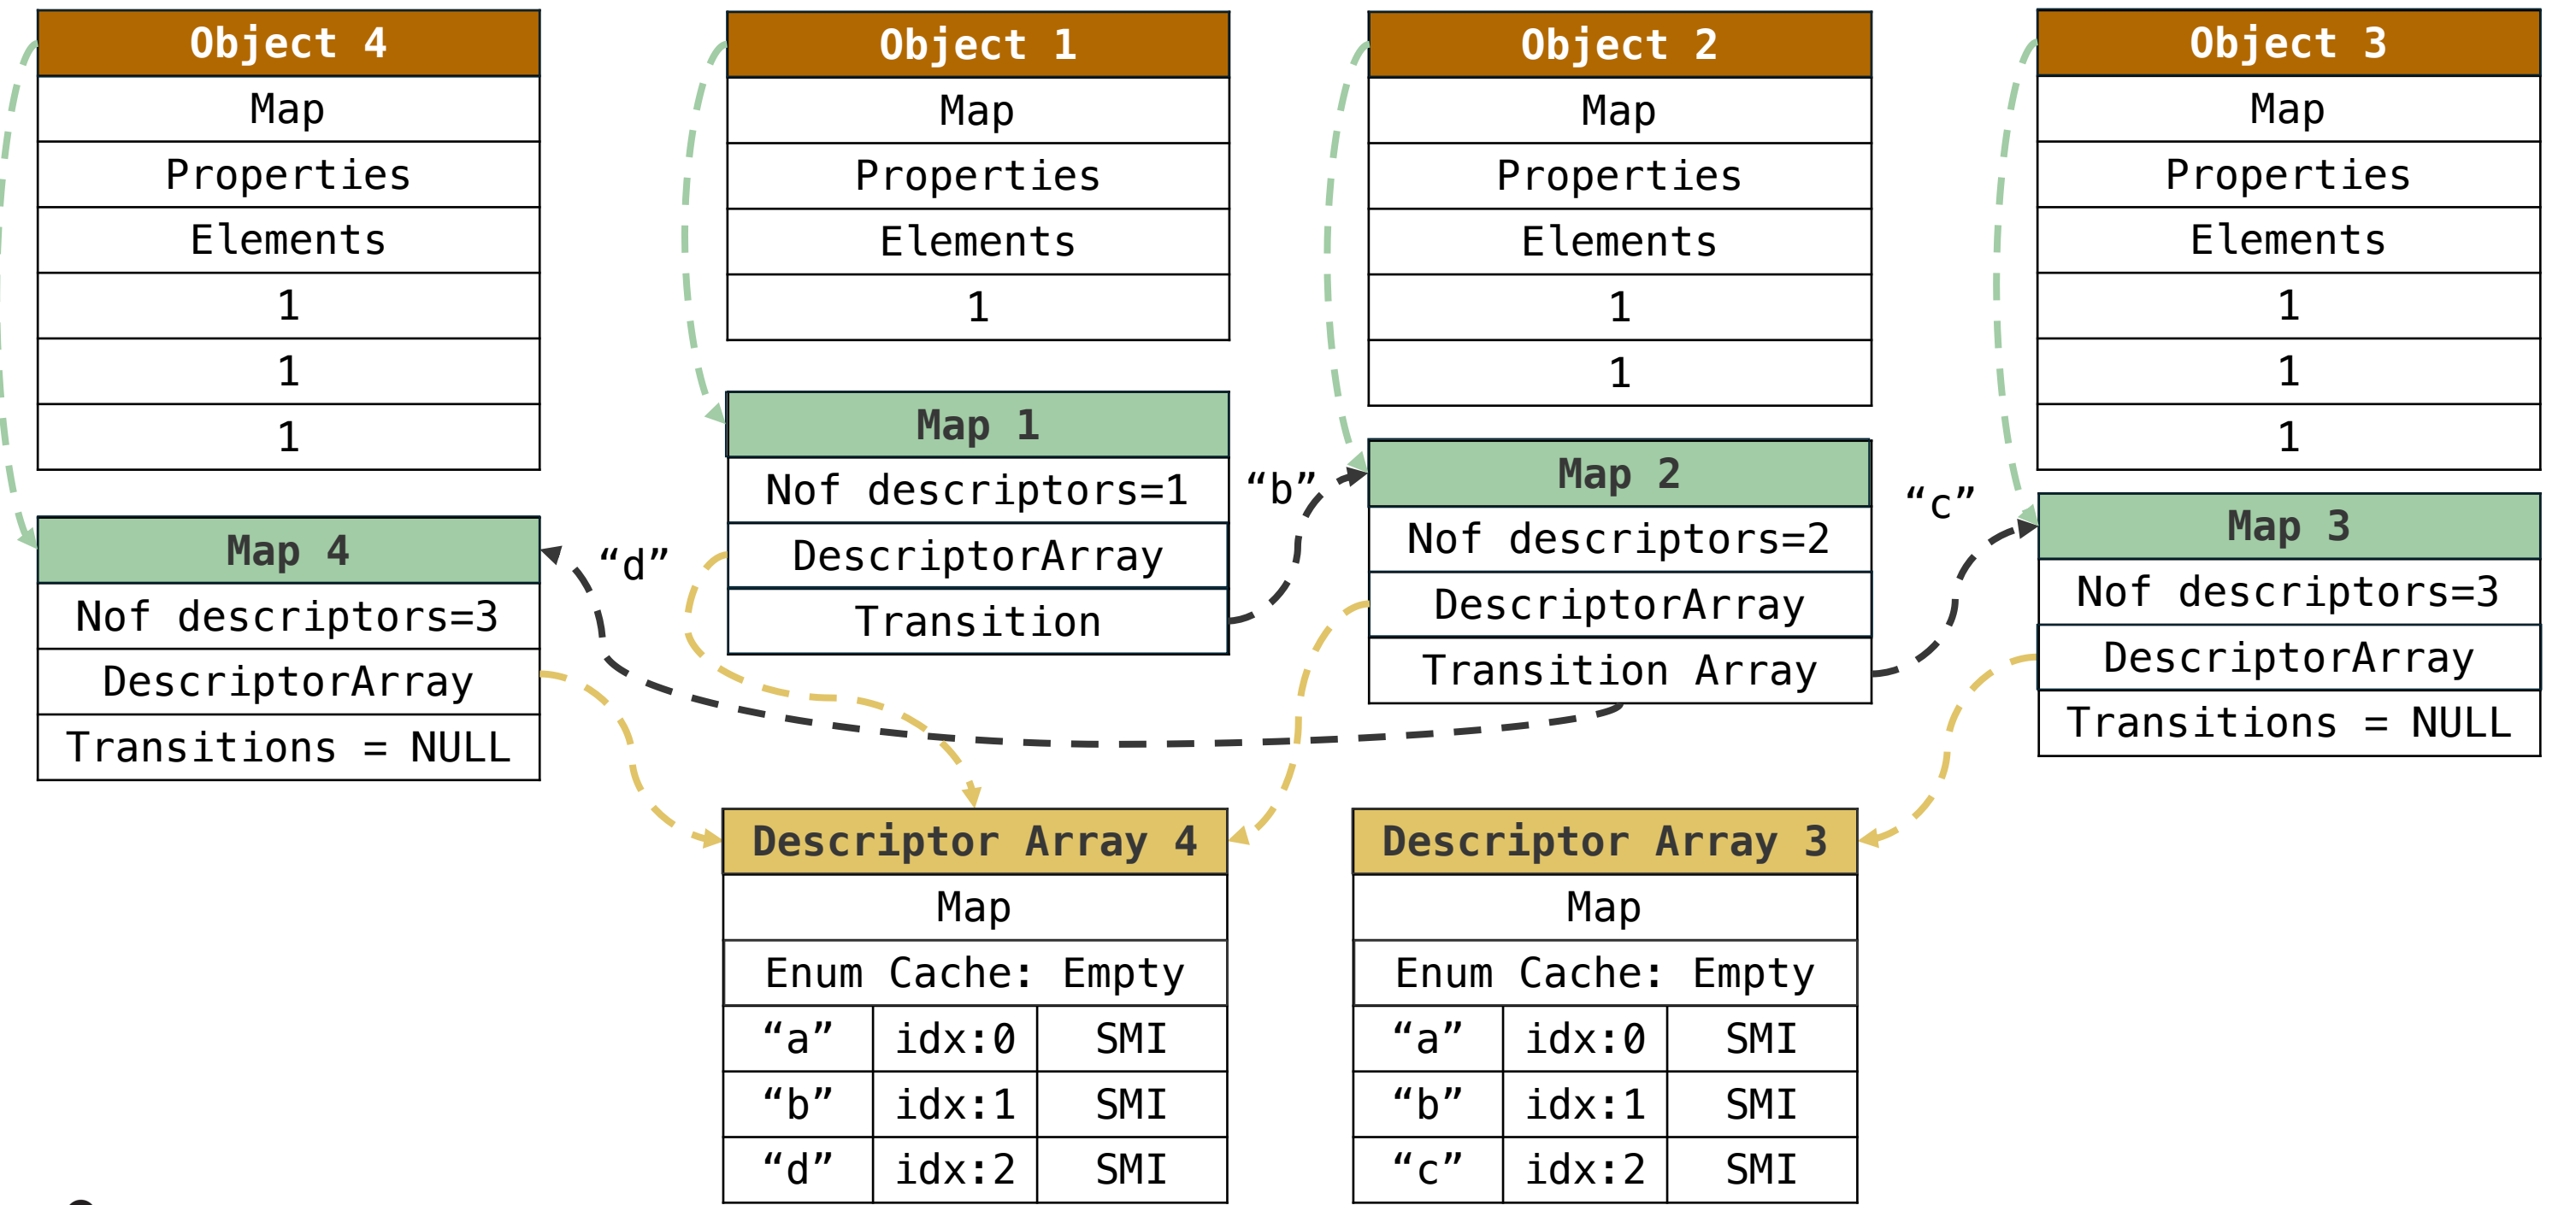 Object 4
Map
Properties
Elements
1
1
1
Object 1
Map
Properties
Elements
1
Object 2
Map
Properties
Elements
1
1
Object 3
Map
Properties
Elements
1
1
1
Map 4
Nof descriptors=3
DescriptorArray
Transitions = NULL
“d”
Map 1
Nof descriptors=1
DescriptorArray
Transition
“b”
Map 2
Nof descriptors=2
DescriptorArray
Transition Array
“c”
Map 3
Nof descriptors=3
DescriptorArray
Transitions = NULL
Descriptor Array 4
Map
Enum Cache: Empty
“a” idx:0 SMI
“b” idx:1 SMI
“d” idx:2 SMI
Descriptor Array 3
Map
Enum Cache: Empty
“a” idx:0 SMI
“b” idx:1 SMI
“c” idx:2 SMI